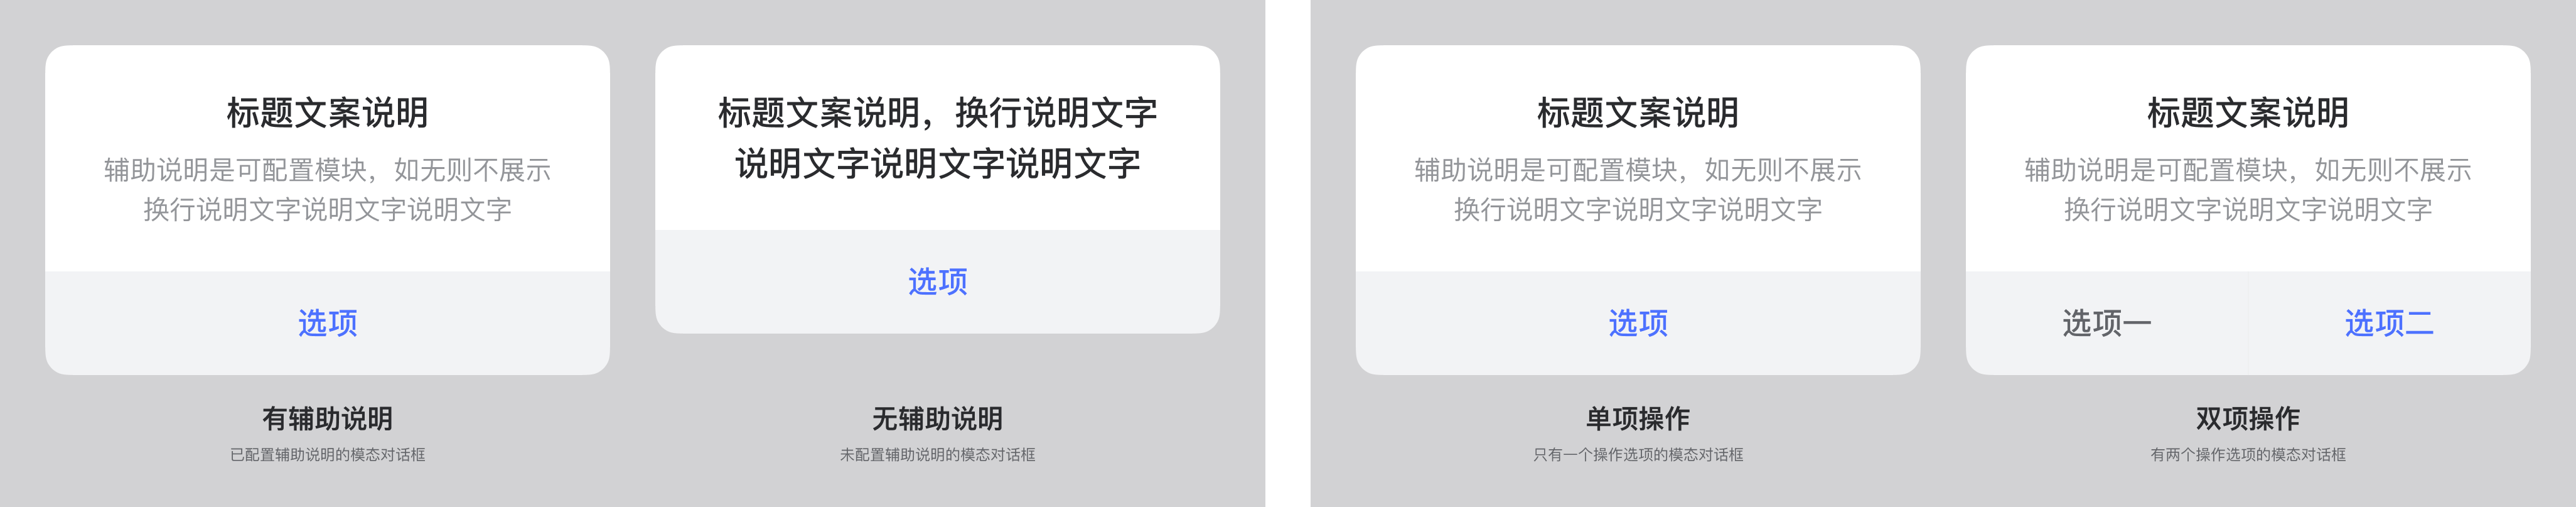 标题文案说明
辅助说明是可配置模块，如无则不展示
换行说明文字说明文字说明文字
选项
有辅助说明
已配置辅助说明的模态对话框
标题文案说明，换行说明文字
说明文字说明文字说明文字
选项
无辅助说明
未配置辅助说明的模态对话框
标题文案说明
辅助说明是可配置模块，如无则不展示
换行说明文字说明文字说明文字
选项
单项操作
只有一个操作选项的模态对话框
标题文案说明
辅助说明是可配置模块，如无则不展示
换行说明文字说明文字说明文字
选项一
选项二
双项操作
有两个操作选项的模态对话框